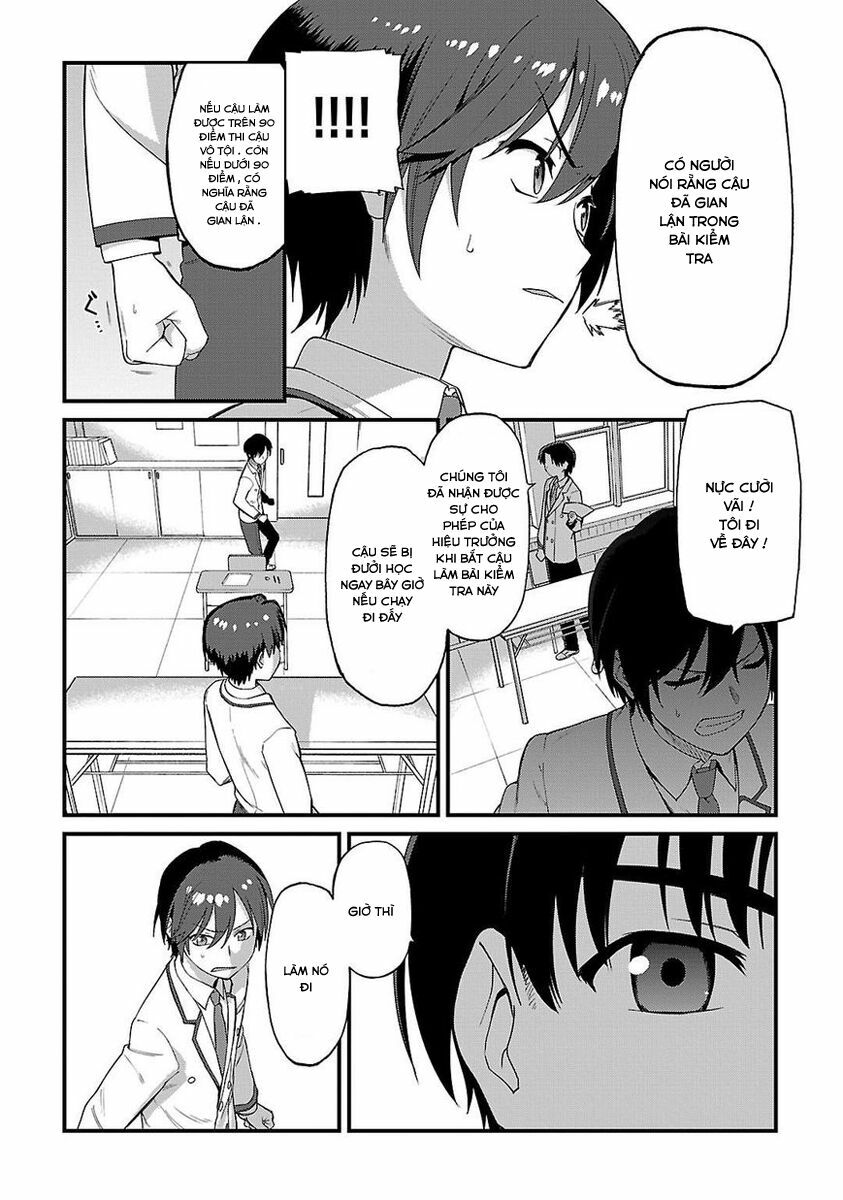 CÓ NGƯỜI
NÓI RẰNG CẬU
ĐÃ GIAN
LẬN TRONG
BÀI KIỂM
TRA
!!!!
NẾU CẬU LÀM
ĐƯỢC TRÊN 90
ĐIỂM THI CẬU
VÔ TỘI . CÒN
NẾU DƯỚI 90
ĐIỂM , CÓ
NGHĨA RẰNG
CẬU ĐÃ
GIAN LẬN .
ぐっ
NỰC CƯỜI
VÃI !
TÔI ĐI
VỀ ĐÂY !
CHÚNG TÔI
ĐÃ NHẬN ĐƯỢC
SỰ CHO
PHÉP CỦA
HIỆU TRƯỞNG
KHI BẮT CẬU
LÀM BÀI KIỂM
TRA NÀY
CẬU SẼ BỊ
ĐUỔI HỌC
NGAY BÂY GIỜ
NẾU CHẠY
ĐI ĐẤY
GIỜ THÌ
LÀM NÓ
ĐI